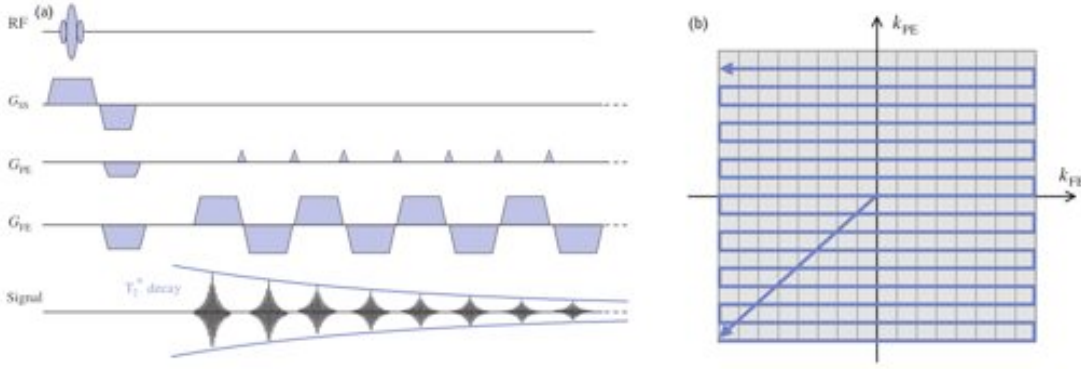 (a)
RF
G_SS
G_PE
G_FE
Signal
T₂* decay
(b)
k_PE
k_FE